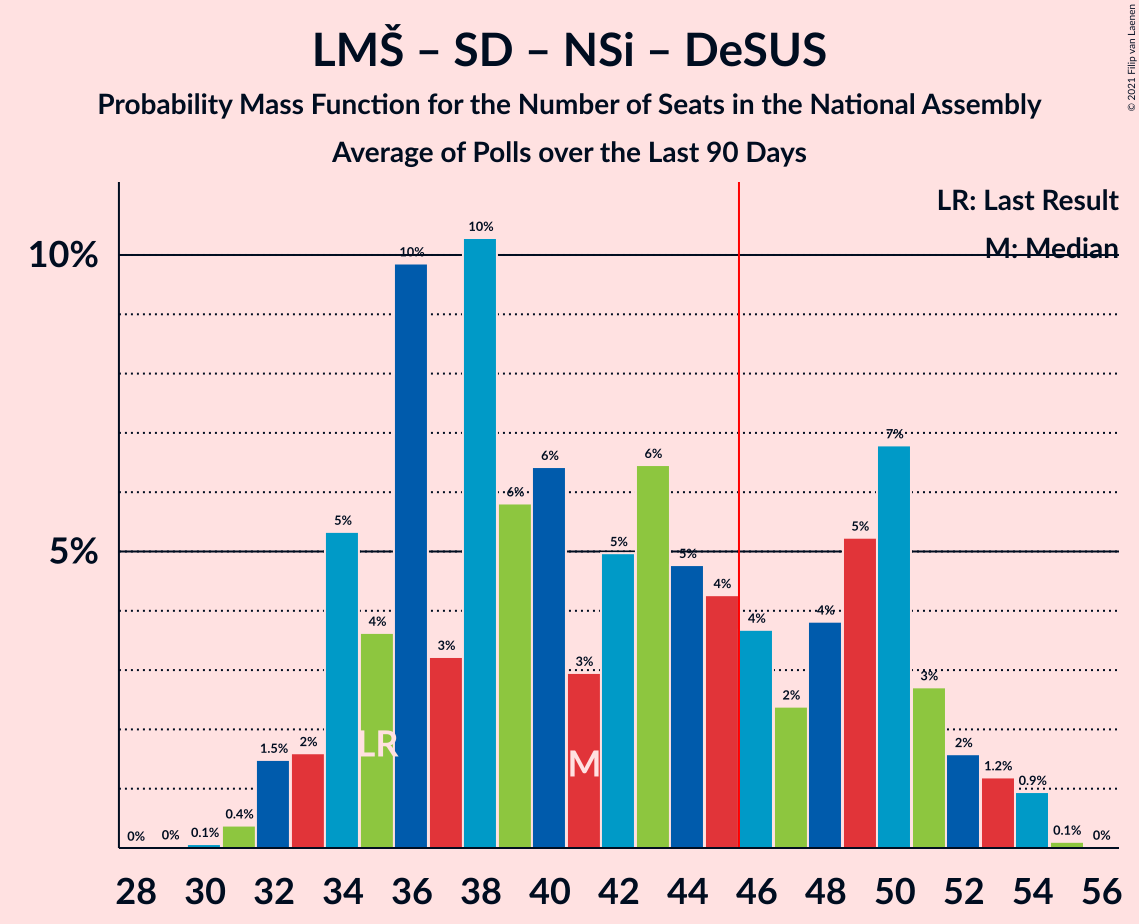 LMŠ – SD – NSi – DeSUS
Probability Mass Function for the Number of Seats in the National Assembly
Average of Polls over the Last 90 Days
© 2021 Filip van Laenen
LR: Last Result
M: Median
10%
5%
0% 0% 0.1% 0.4% 1.5% 2% 5% 4% 10% 3% 10% 6% 6% 3% 5% 6% 5% 4% 4% 2% 4% 5% 7% 3% 2% 1.2% 0.9% 0.1% 0%
LR
M
28 30 32 34 36 38 40 42 44 46 48 50 52 54 56